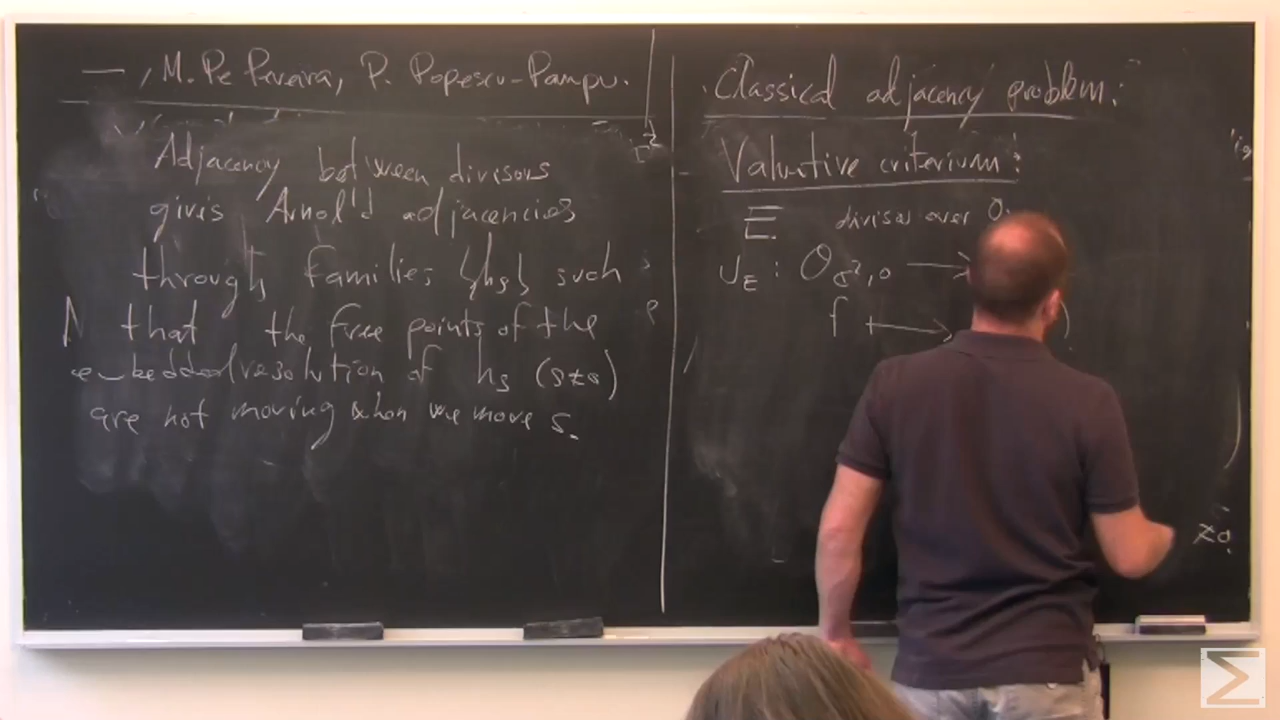 —, M. Pe Pereira, P. Popescu-Pampu.
Adjacency between divisors
gives Arnol'd adjacencies
through families {hs} such
that the free points of the
embedded resolution of hs (s≠0)
are not moving when we move s.
Classical adjacency problem:
Valuative criterium:
E divisor over O
νE : O ℂ²,0 →
f ↦ )
≠0.
Σ